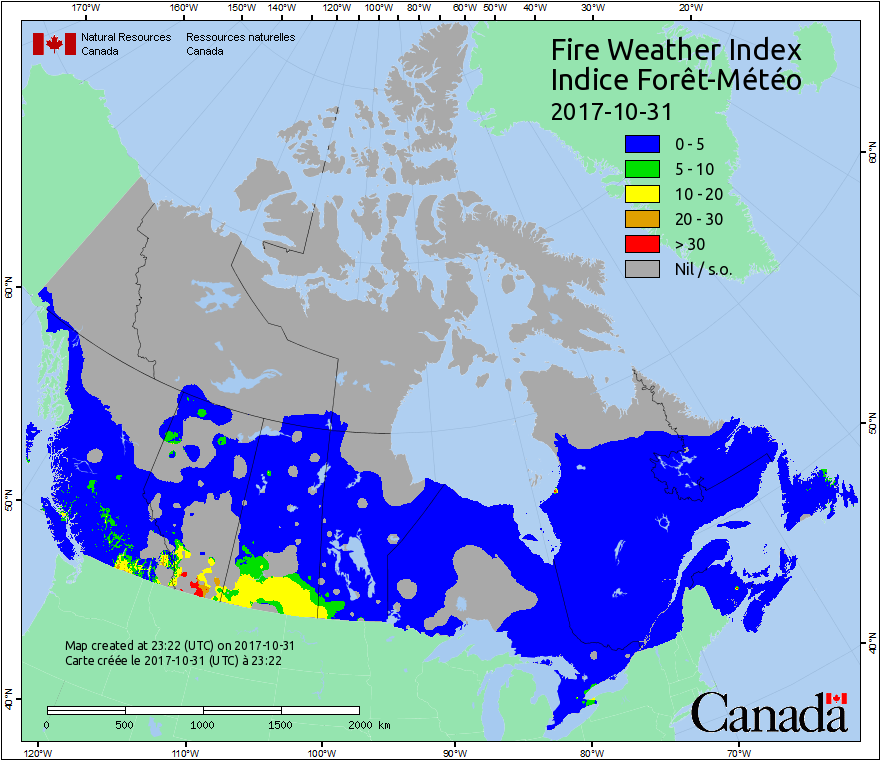 170°W 160°W 150°W 140°W 130°W 120°W 110°W 100°W 90°W 80°W 60°W 50°W 40°W 30°W 20°W
Natural Resources Canada
Ressources naturelles Canada
Fire Weather Index
Indice Forêt-Météo
2017-10-31
0 - 5
5 - 10
10 - 20
20 - 30
> 30
Nil / s.o.
60°N
60°N
50°N
50°N
40°N
40°N
Map created at 23:22 (UTC) on 2017-10-31
Carte créée le 2017-10-31 (UTC) à 23:22
0 500 1000 1500 2000 km
Canada
120°W 110°W 100°W 90°W 80°W 70°W